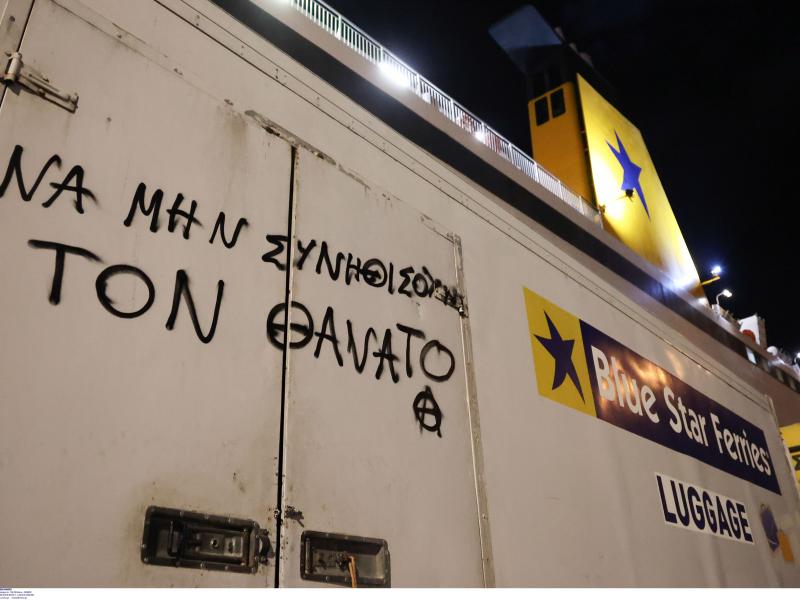 ΝΑ ΜΗΝ ΣΥΝΗΘΙΣΟΥΜΕ
ΤΟΝ ΘΑΝΑΤΟ
Blue Star Ferries
LUGGAGE